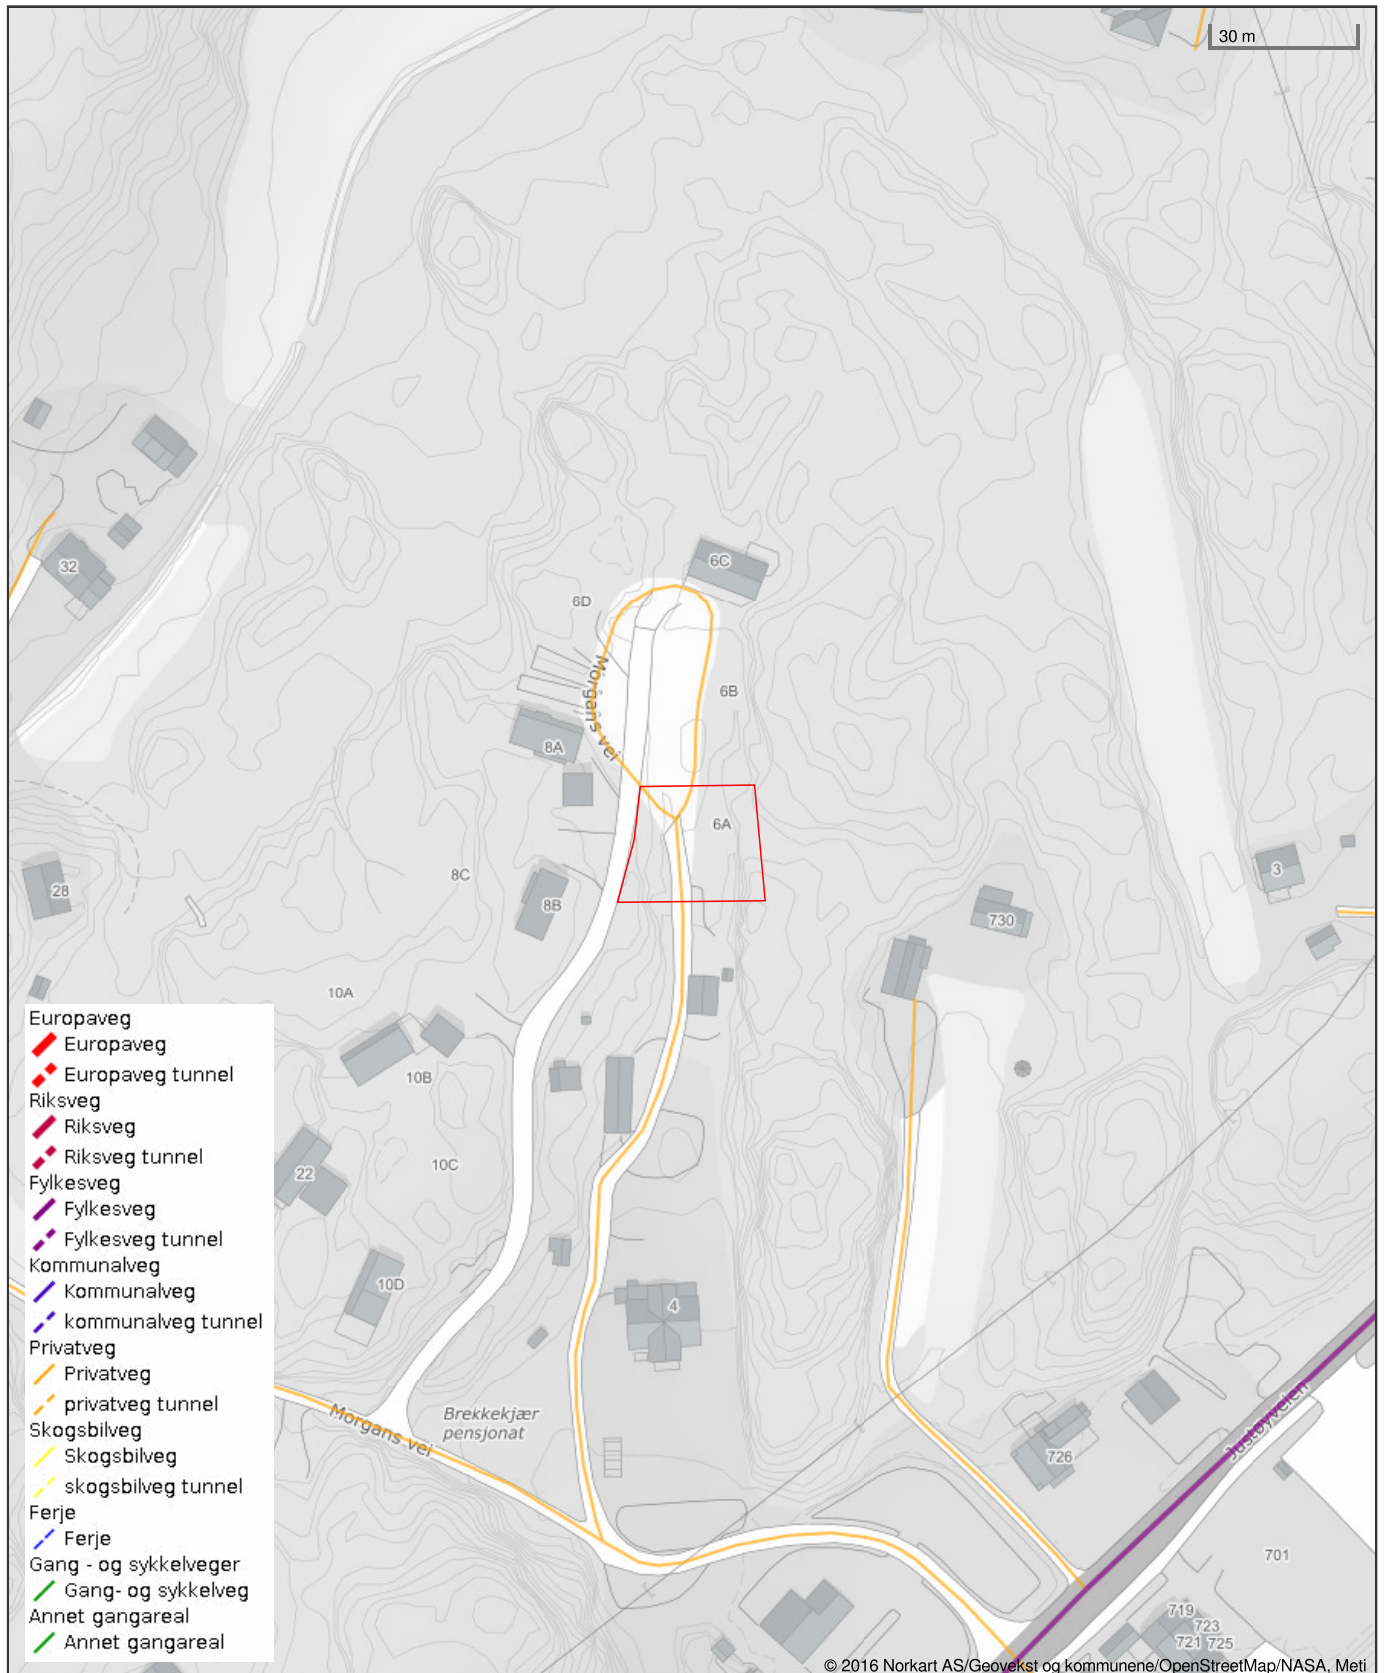 30 m
32
6C
6D
Morgans vei
6B
8A
6A
8C
8B
28
3
730
10A
10B
10C
22
10D
4
Brekkekjær
pensjonat
Morgans vei
Justøyveien
726
701
719
723
721
725
Europaveg
Europaveg
Europaveg tunnel
Riksveg
Riksveg
Riksveg tunnel
Fylkesveg
Fylkesveg
Fylkesveg tunnel
Kommunalveg
Kommunalveg
kommunalveg tunnel
Privatveg
Privatveg
privatveg tunnel
Skogsbilveg
Skogsbilveg
skogsbilveg tunnel
Ferje
Ferje
Gang - og sykkelveger
Gang- og sykkelveg
Annet gangareal
Annet gangareal
© 2016 Norkart AS/Geovekst og kommunene/OpenStreetMap/NASA, Meti